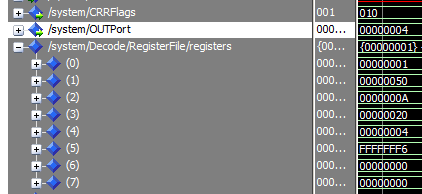 /system/CRRFlags 001 010
/system/OUTPort 000... 00000004
/system/Decode/RegisterFile/registers {00... {00000001} {
(0) 000... 00000001
(1) 000... 00000050
(2) 000... 0000000A
(3) 000... 00000020
(4) 000... 00000004
(5) 000... FFFFFFF6
(6) 000... 00000000
(7) 000... 00000000